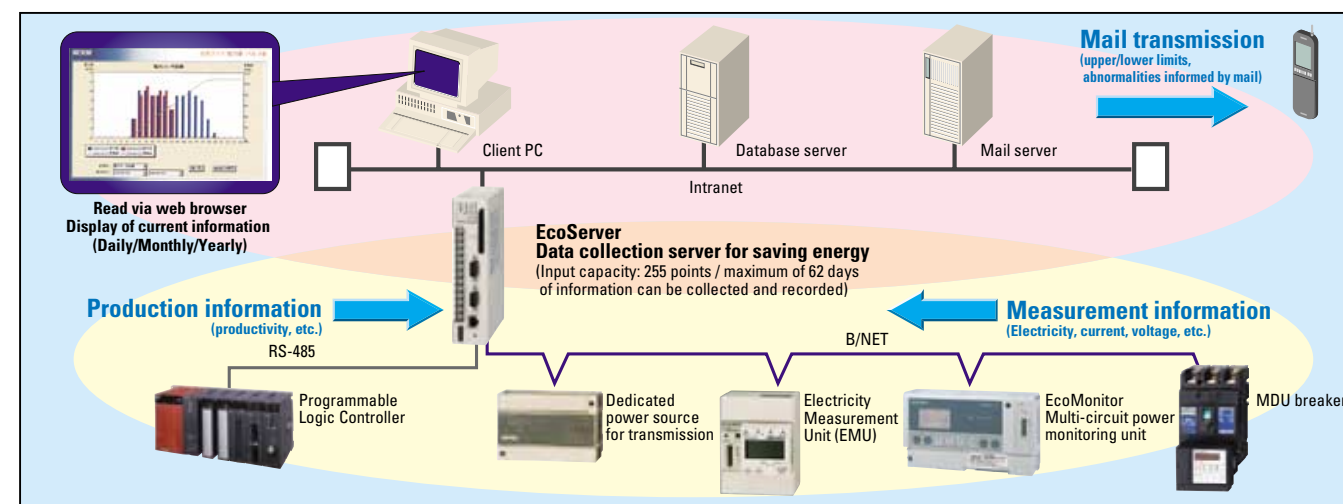 Mail transmission
(upper/lower limits,
abnormalities informed by mail)
Client PC
Database server
Mail server
Intranet
Read via web browser
Display of current information
(Daily/Monthly/Yearly)
EcoServer
Data collection server for saving energy
(Input capacity: 255 points / maximum of 62 days
of information can be collected and recorded)
Production information
(productivity, etc.)
Measurement information
(Electricity, current, voltage, etc.)
RS-485
B/NET
Programmable
Logic Controller
Dedicated
power source
for transmission
Electricity
Measurement
Unit (EMU)
EcoMonitor
Multi-circuit power
monitoring unit
MDU breaker